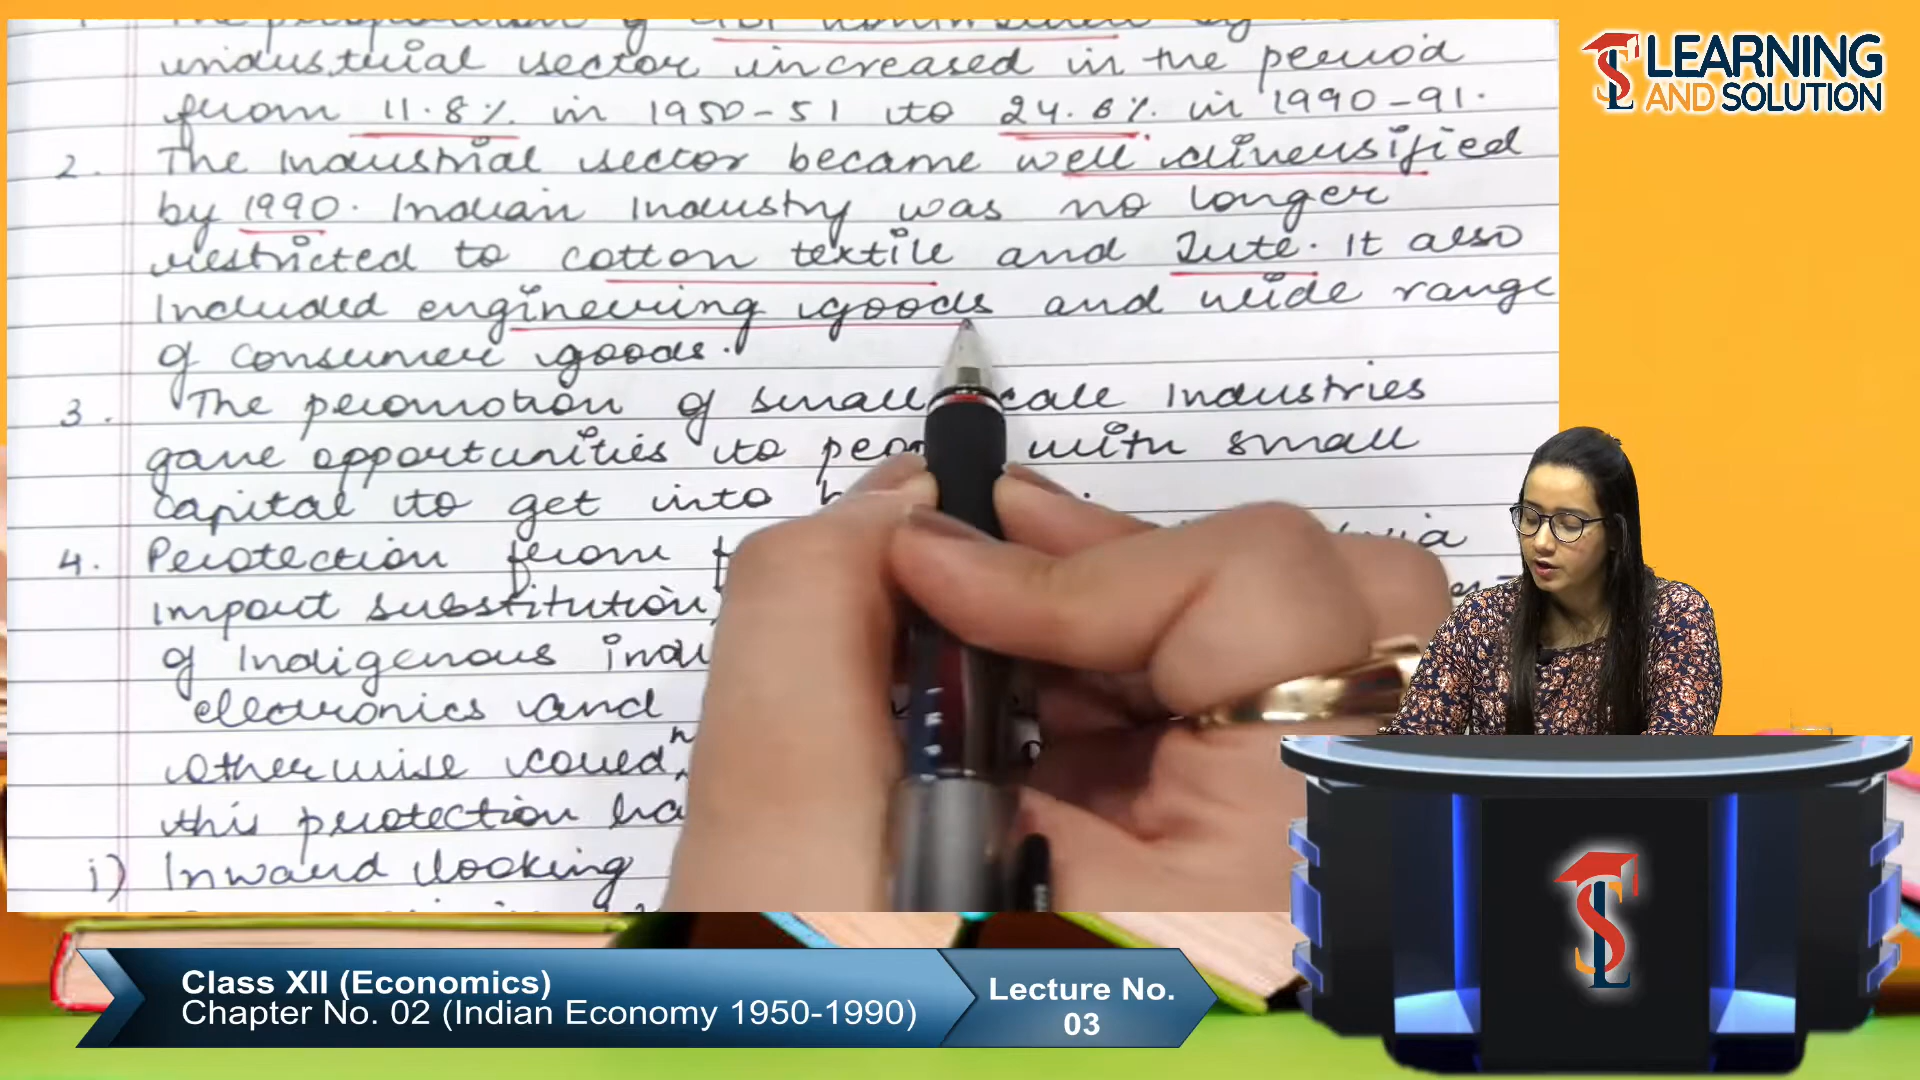 industrial sector increased in the period
from 11.8% in 1950-51 to 24.6% in 1990-91.
2. The Industrial sector became well diversified
by 1990. Indian Industry was no longer
restricted to cotton textile and Jute. It also
Included engineering goods and wide range
of consumer goods.
3. The promotion of small scale Industries
gave opportunities to with small
capital to get into
4. Protection from
import substitution,
of Indigenous
electronics and
otherwise could
this protection
i) Inward looking
LEARNING
AND SOLUTION
SL
Class XII (Economics)
Chapter No. 02 (Indian Economy 1950-1990)
Lecture No.
03